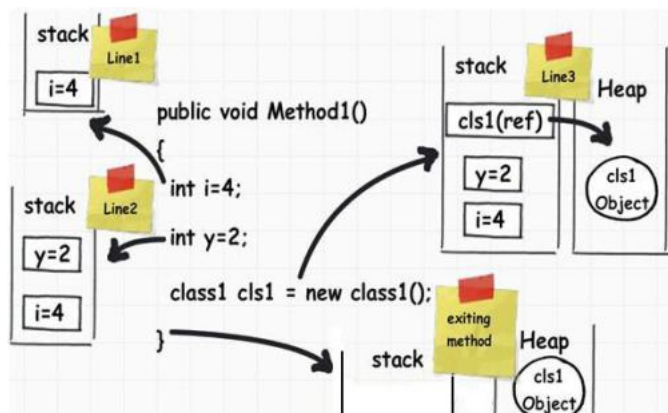 stack
Line1
i=4
public void Method1()
{
int i=4;
int y=2;
class1 cls1 = new class1();
}
stack
Line2
y=2
i=4
stack
Line3
Heap
cls1(ref)
y=2
i=4
cls1
Object
exiting
method
stack
Heap
cls1
Object